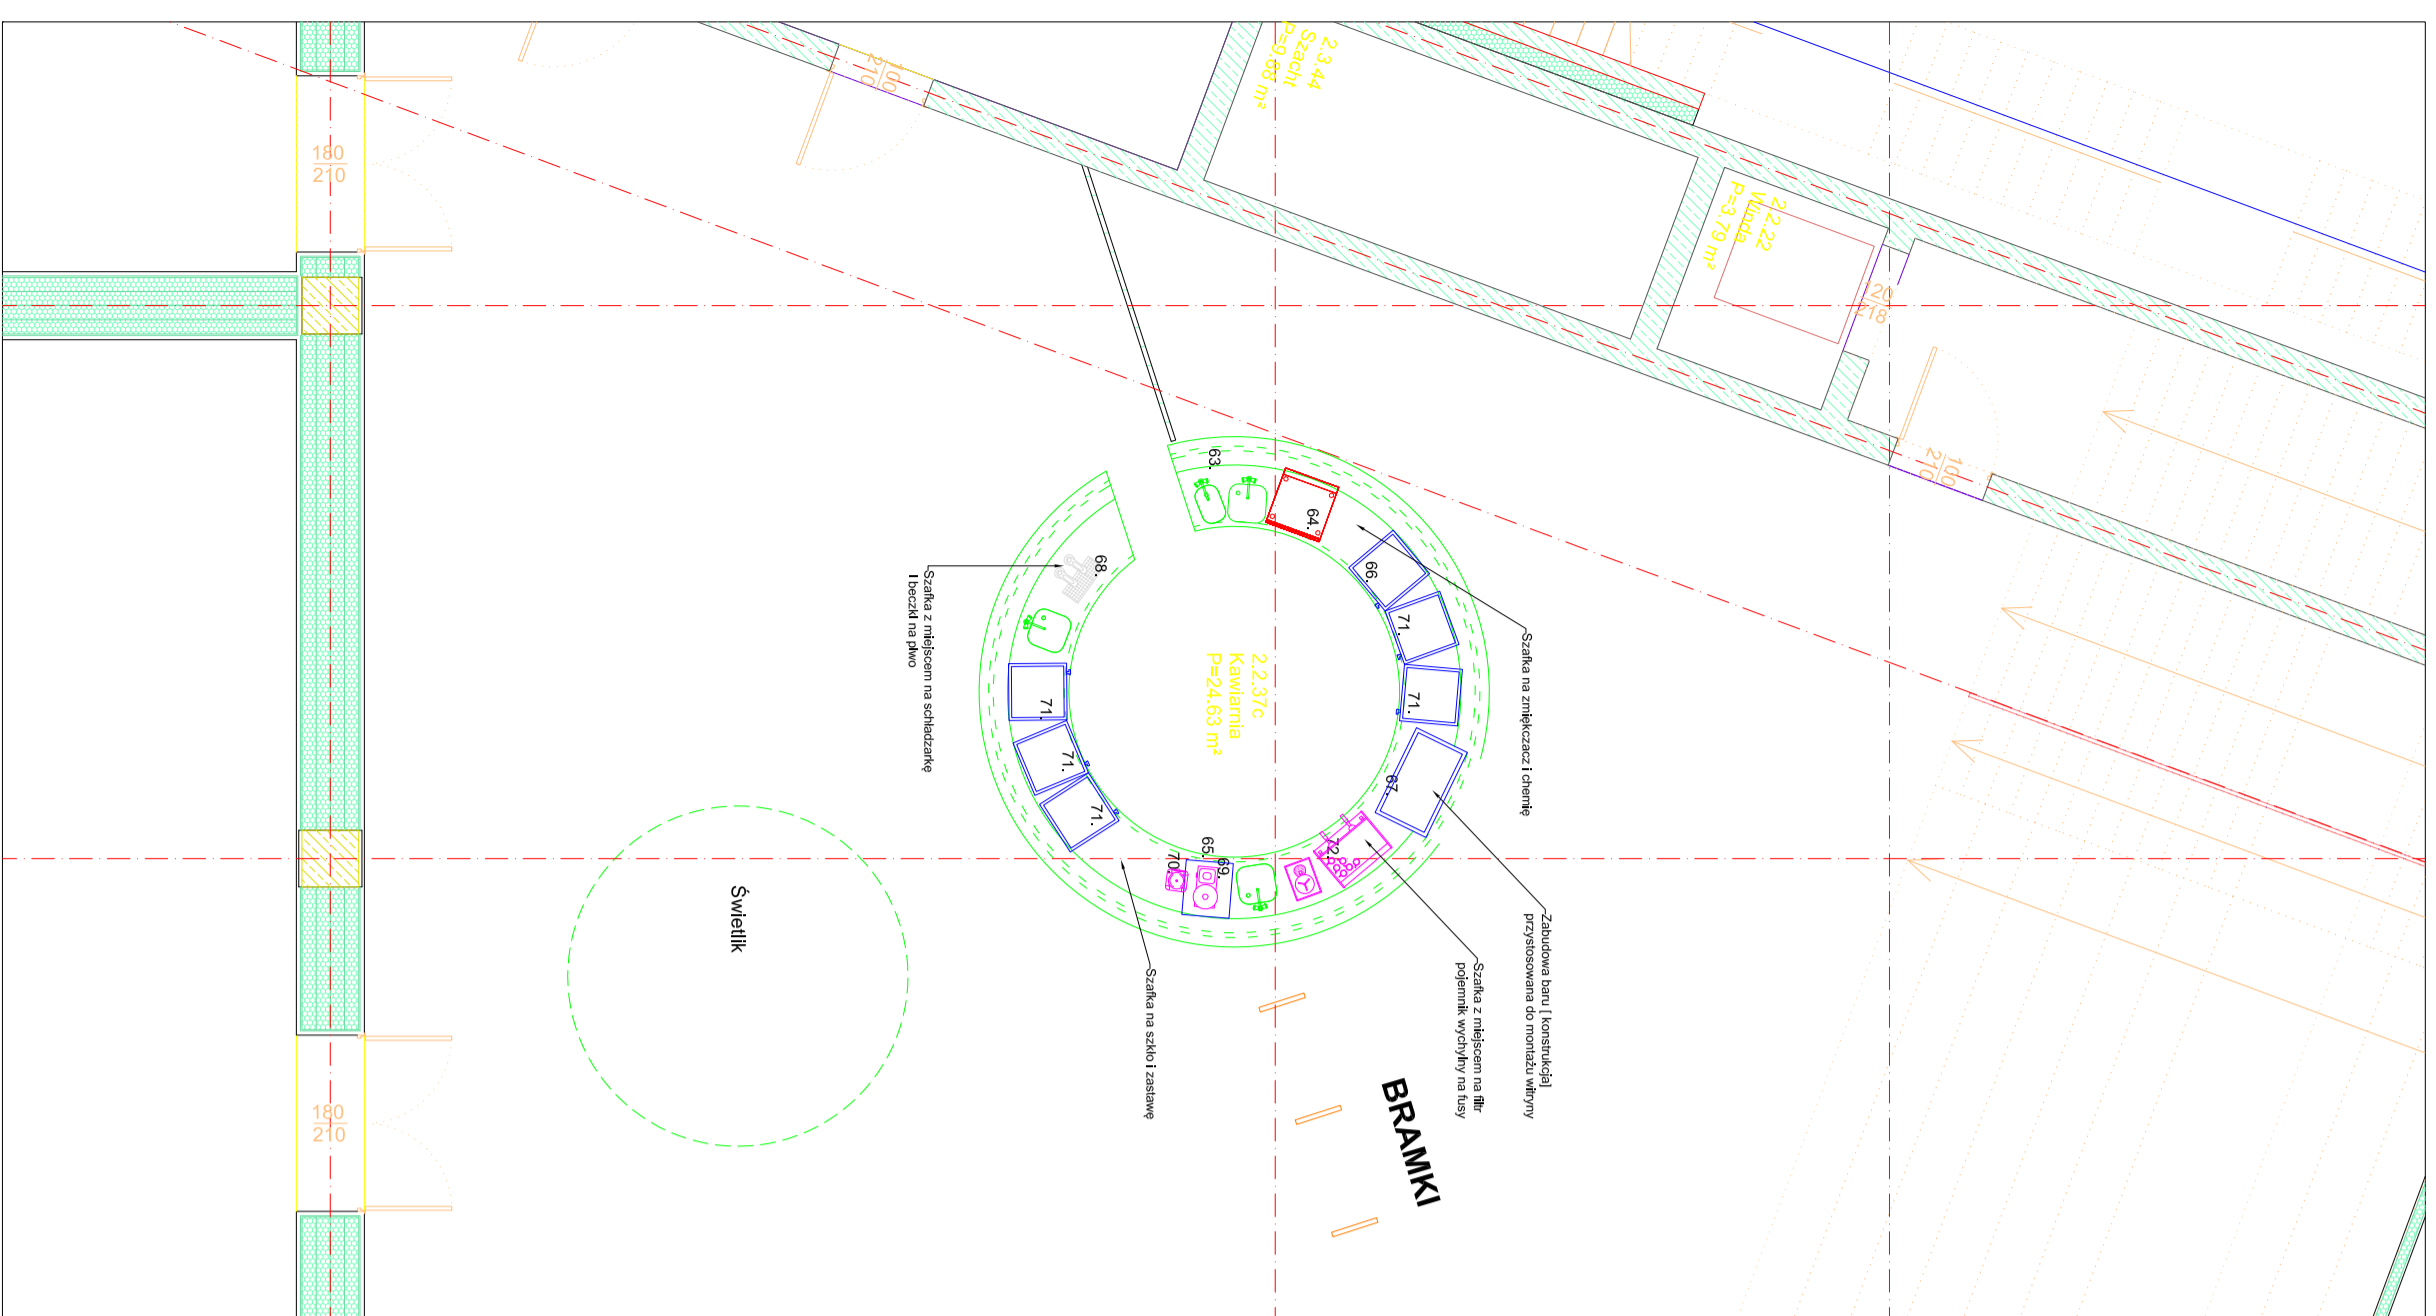 2.3.44
Szacht
P=9.68 m²
100
210
180
210
2.2.22
Winda
P=3.79 m²
120
218
100
210
63.
64.
66.
71.
71.
67.
72.
69.
65.
70.
71.
71.
71.
68.
2.2.37c
Kawiarnia
P=24.63 m²
Szafka na zmiękczacz i chemię
Szafka z miejscem na schładzarkę
i beczki na piwo
Zabudowa baru [ konstrukcja]
przystosowana do montażu witryny
Szafka z miejscem na filtr
pojemnik wychylny na fusy
Szafka na szkło i zastawę
Świetlik
BRAMKI
180
210